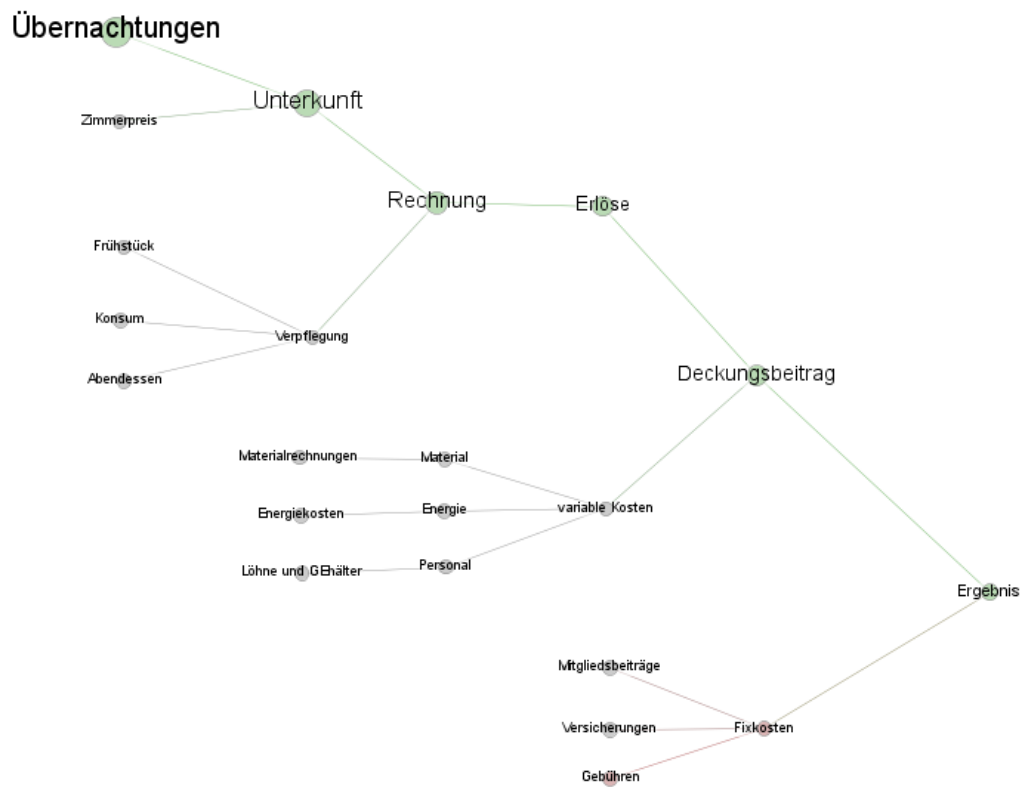 Übernachtungen
Unterkunft
Zimmerpreis
Rechnung
Erlöse
Frühstück
Konsum
Verpflegung
Abendessen
Deckungsbeitrag
Materialrechnungen
Material
Energiekosten
Energie
variable Kosten
Löhne und GEhälter
Personal
Ergebnis
Mitgliedsbeiträge
Versicherungen
Fixkosten
Gebühren